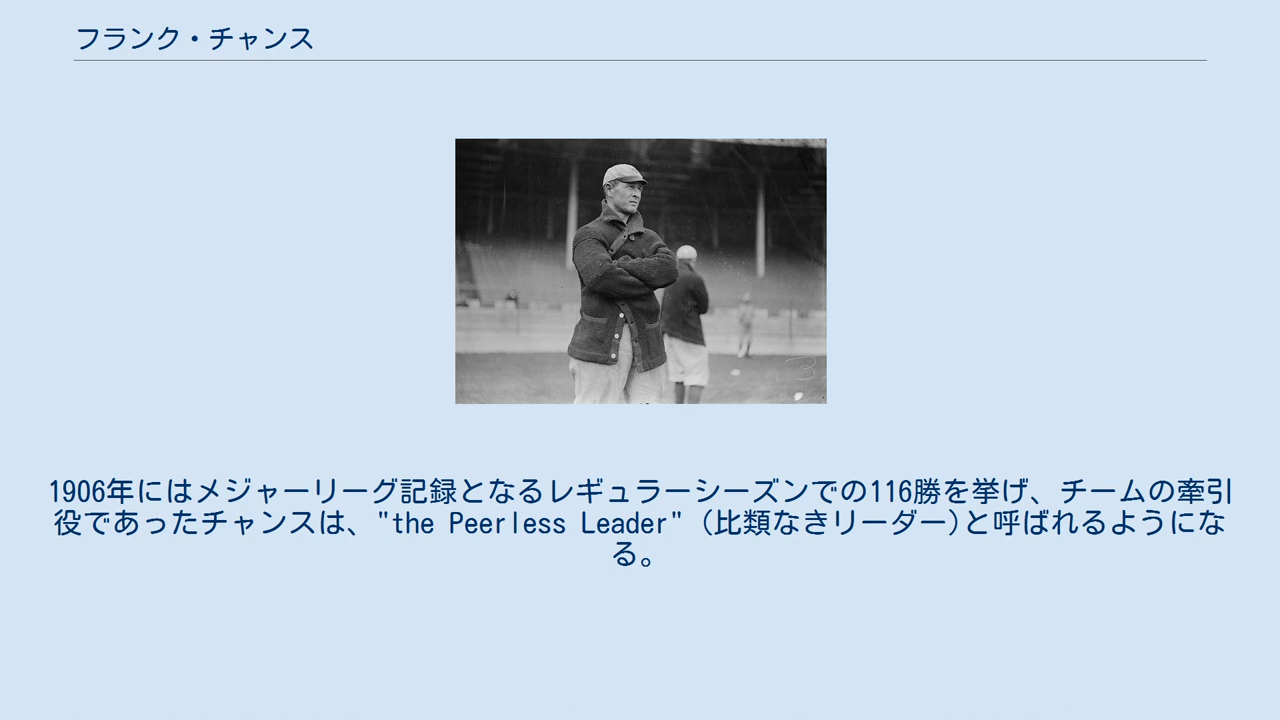 フランク・チャンス
1906年にはメジャーリーグ記録となるレギュラーシーズンでの116勝を挙げ、チームの牽引
役であったチャンスは、"the Peerless Leader" (比類なきリーダー)と呼ばれるようにな
る。